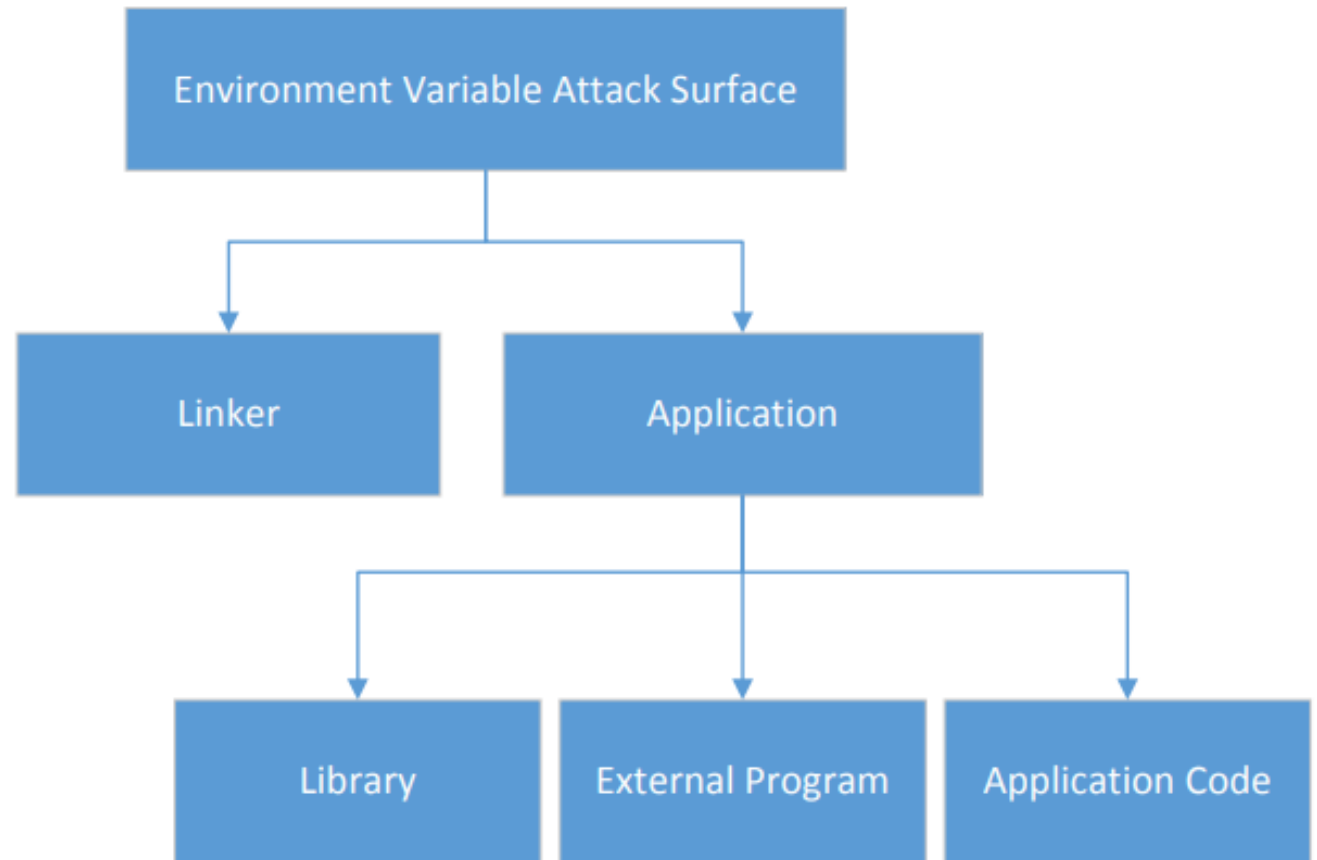 Environment Variable Attack Surface
Linker
Application
Library
External Program
Application Code